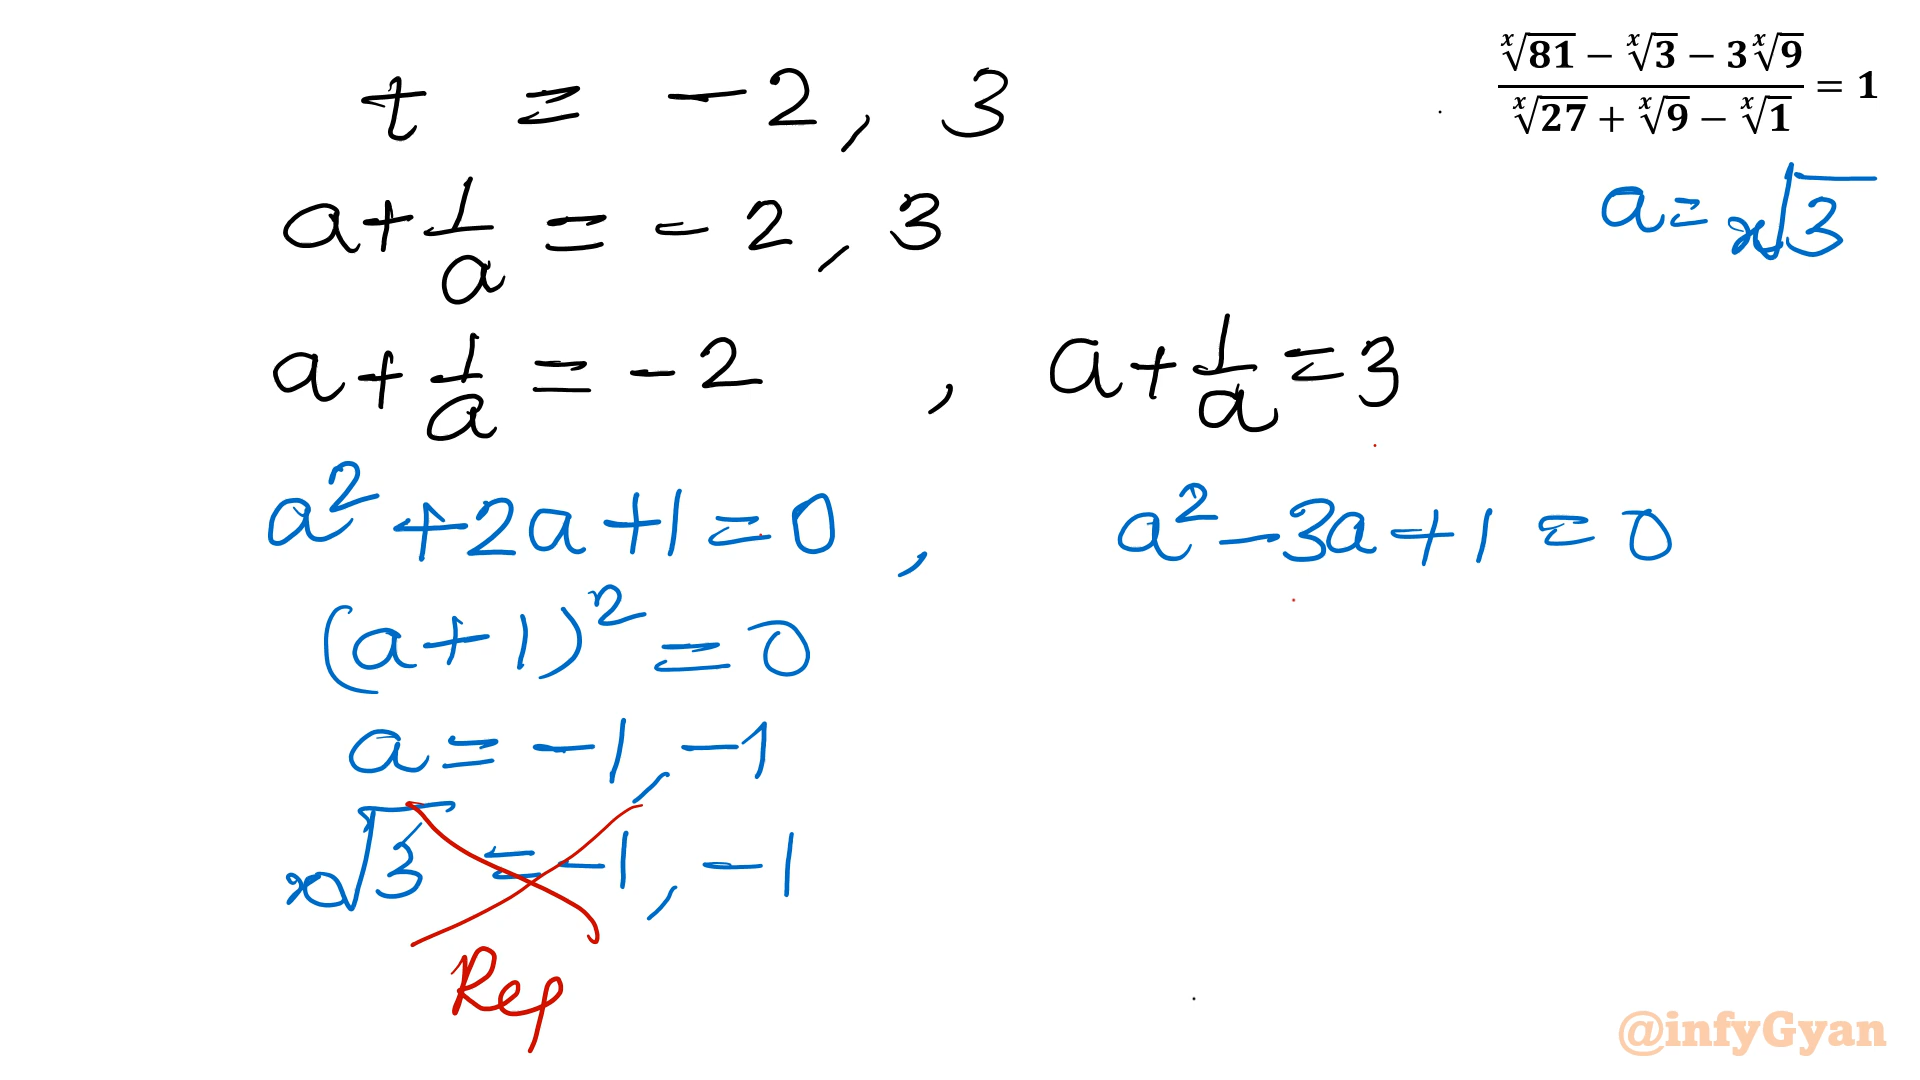 t = -2, 3
a + 1/a = -2, 3
a + 1/a = -2 , a + 1/a = 3
a² + 2a + 1 = 0 , a² - 3a + 1 = 0
(a + 1)² = 0
a = -1, -1
ˣ√3 = -1, -1
Rej
(ˣ√81 − ˣ√3 − 3 ˣ√9) / (ˣ√27 + ˣ√9 − ˣ√1) = 1
a = ˣ√3
@infyGyan